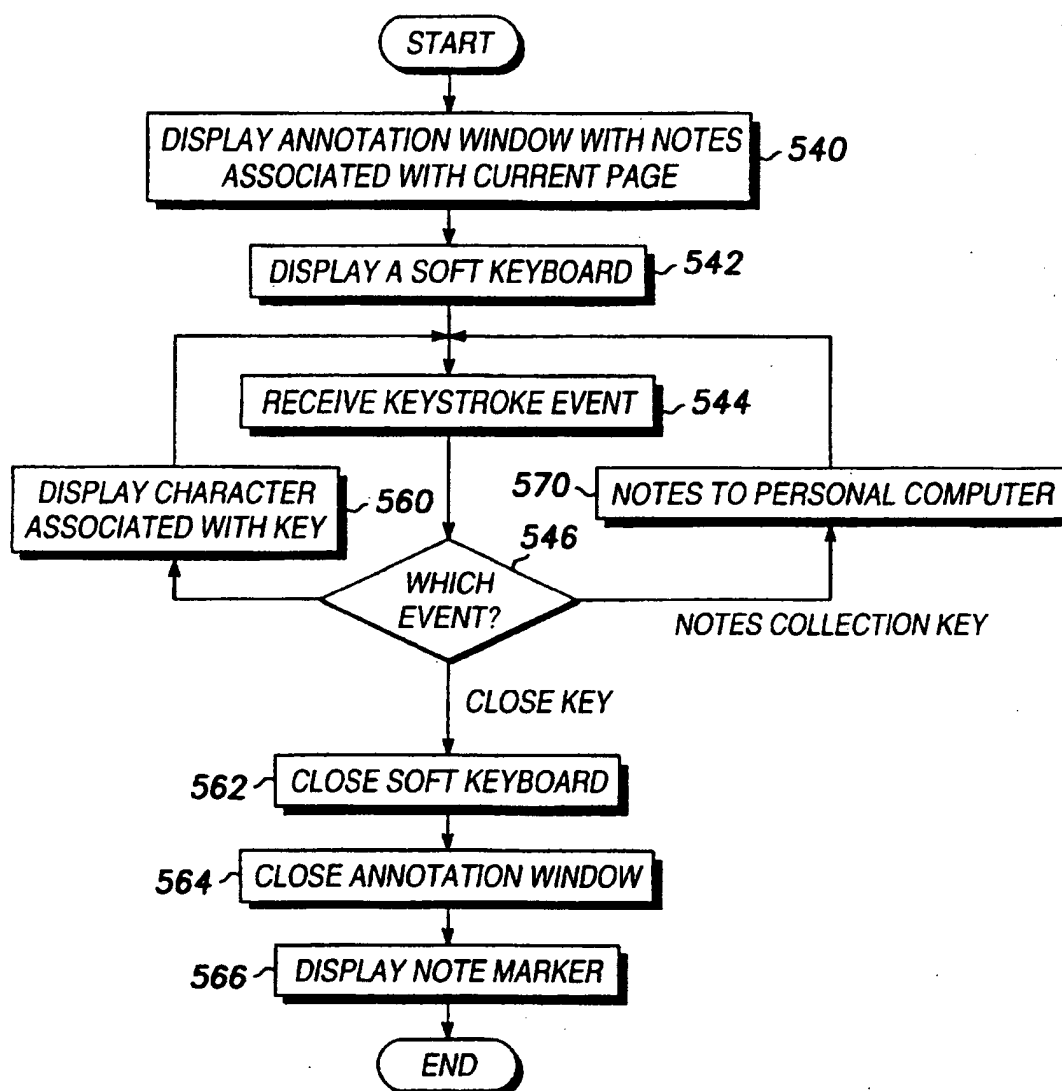 START
DISPLAY ANNOTATION WINDOW WITH NOTES
ASSOCIATED WITH CURRENT PAGE
540
DISPLAY A SOFT KEYBOARD
542
RECEIVE KEYSTROKE EVENT
544
DISPLAY CHARACTER
ASSOCIATED WITH KEY
560
570
NOTES TO PERSONAL COMPUTER
546
WHICH
EVENT?
NOTES COLLECTION KEY
CLOSE KEY
562
CLOSE SOFT KEYBOARD
564
CLOSE ANNOTATION WINDOW
566
DISPLAY NOTE MARKER
END